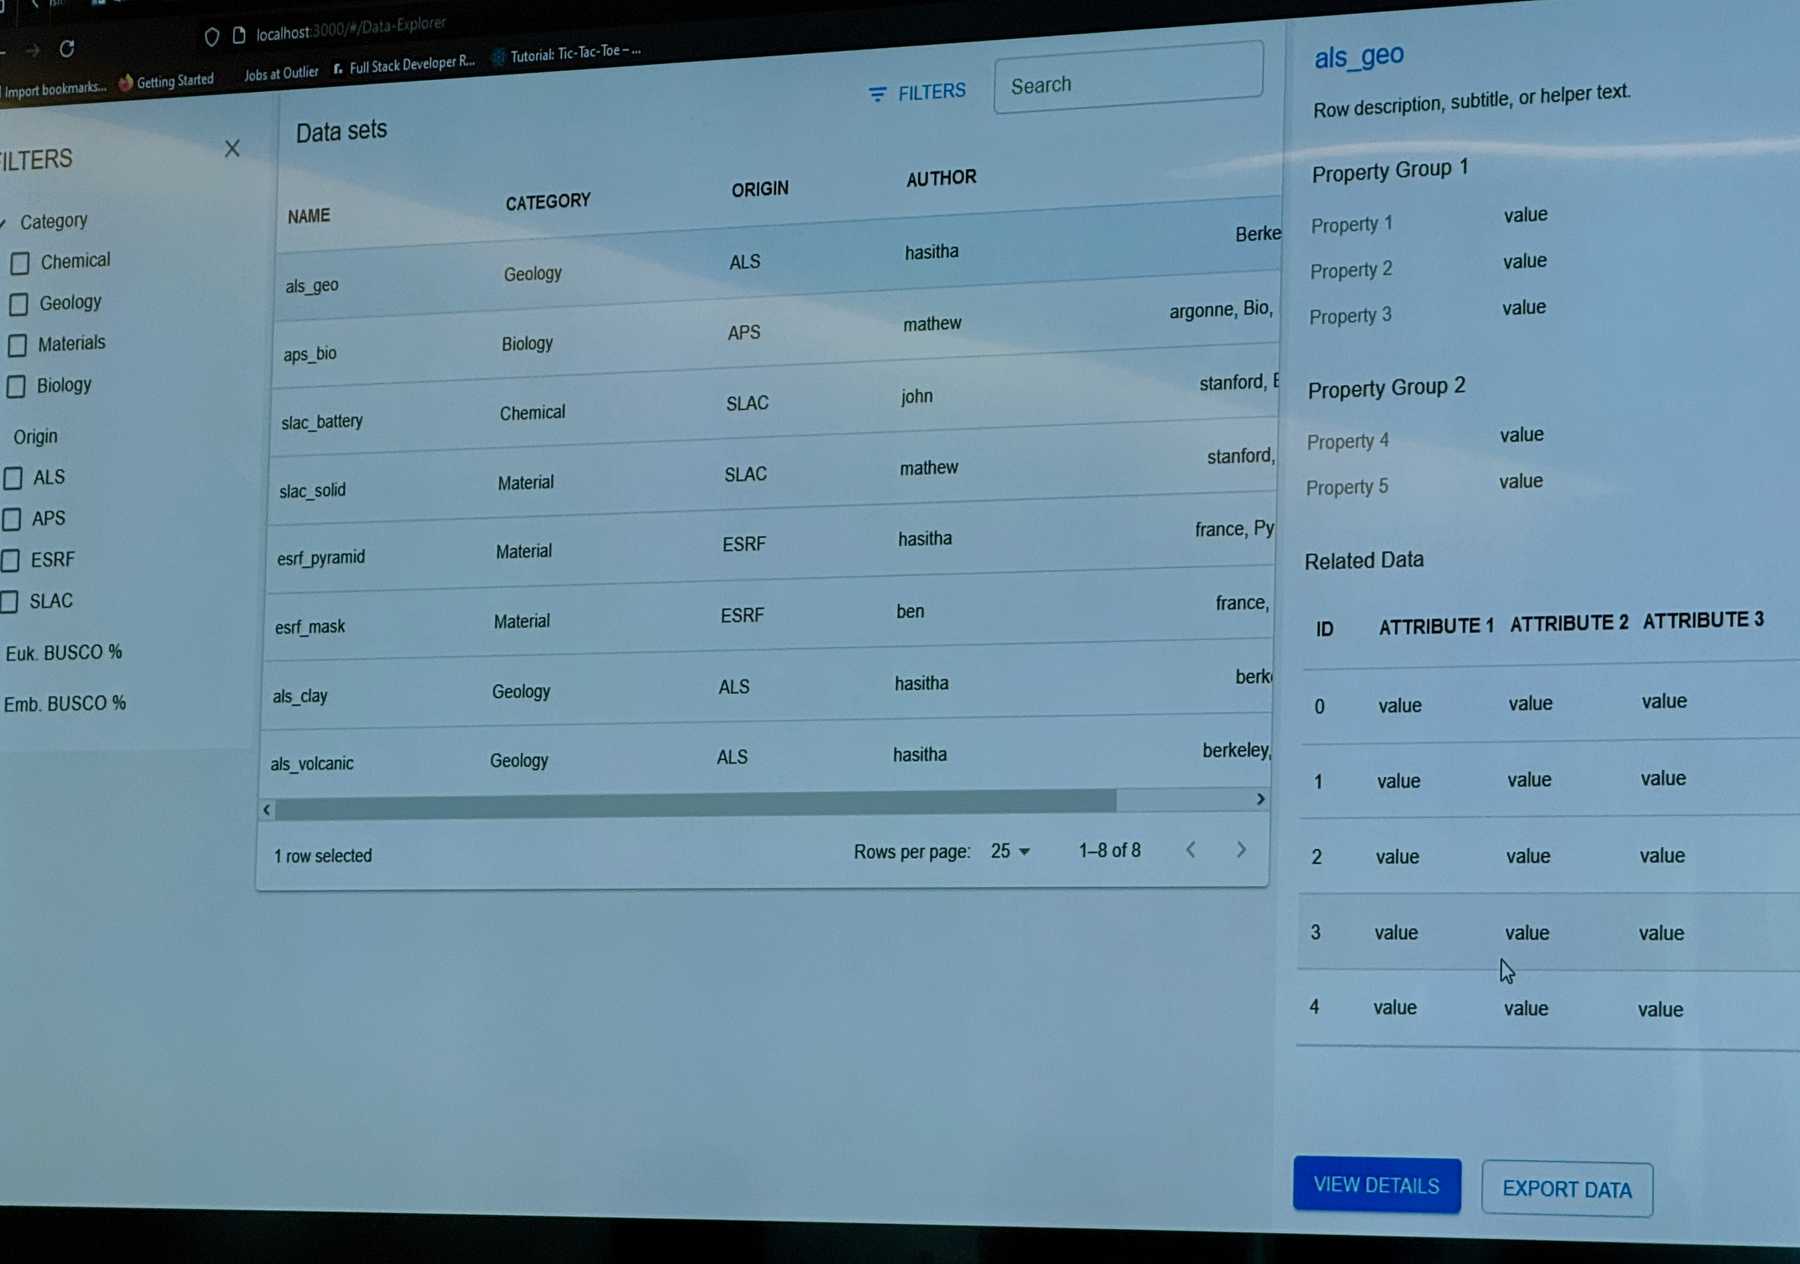 localhost:3000/#/Data-Explorer
Import bookmarks...
Getting Started
Jobs at Outlier
Full Stack Developer R...
Tutorial: Tic-Tac-Toe – ...
ILTERS
Category
Chemical
Geology
Materials
Biology
Origin
ALS
APS
ESRF
SLAC
Euk. BUSCO %
Emb. BUSCO %
Data sets
FILTERS
Search
NAME CATEGORY ORIGIN AUTHOR
als_geo Geology ALS hasitha Berke
aps_bio Biology APS mathew argonne, Bio,
slac_battery Chemical SLAC john stanford,
slac_solid Material SLAC mathew stanford,
esrf_pyramid Material ESRF hasitha france, Py
esrf_mask Material ESRF ben france,
als_clay Geology ALS hasitha berk
als_volcanic Geology ALS hasitha berkeley,
1 row selected Rows per page: 25 1–8 of 8
als_geo
Row description, subtitle, or helper text.
Property Group 1
Property 1 value
Property 2 value
Property 3 value
Property Group 2
Property 4 value
Property 5 value
Related Data
ID ATTRIBUTE 1 ATTRIBUTE 2 ATTRIBUTE 3
0 value value value
1 value value value
2 value value value
3 value value value
4 value value value
VIEW DETAILS EXPORT DATA